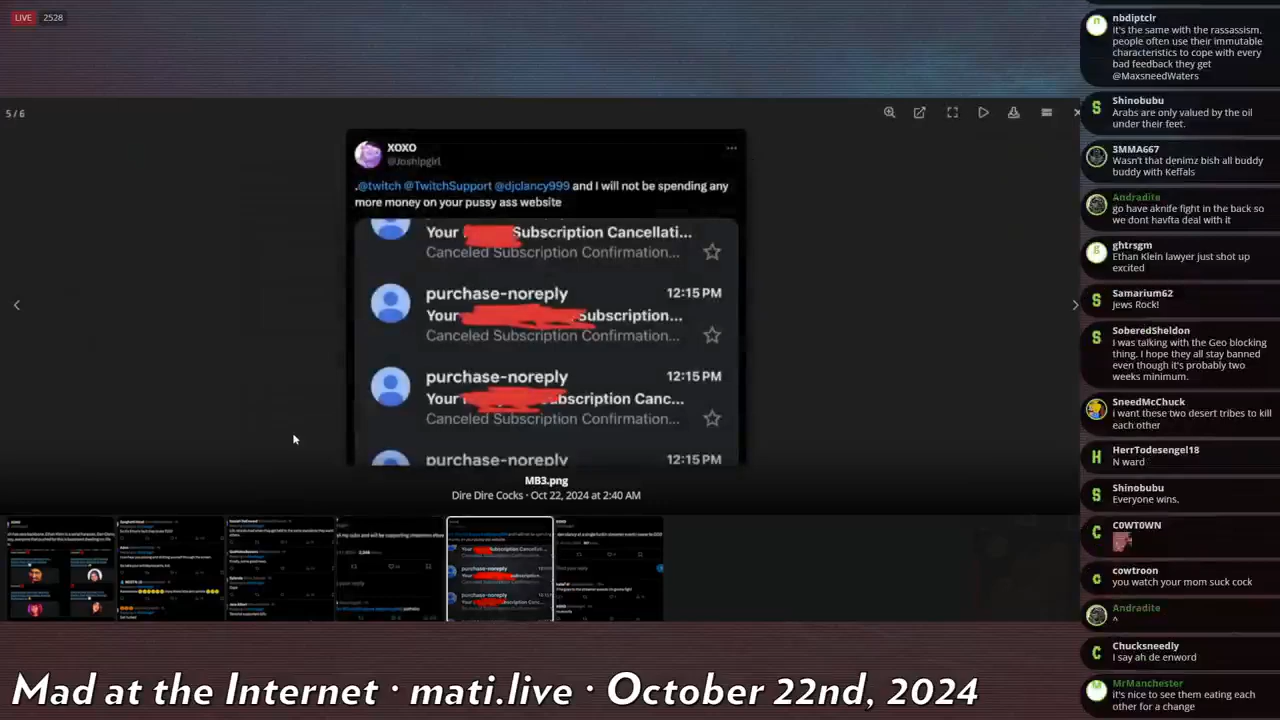 LIVE 2528
5 / 6
XOXO
@Joshipgirl
.@twitch @TwitchSupport @djclancy999 and I will not be spending any
more money on your pussy ass website
Your Subscription Cancellati...
Canceled Subscription Confirmation...
purchase-noreply 12:15 PM
Your Subscription...
Canceled Subscription Confirmation...
purchase-noreply 12:15 PM
Your bscription Canc...
Canceled Subscription Confirmation...
purchase-noreply 12:15 PM
MB3.png
Dire Dire Cocks · Oct 22, 2024 at 2:40 AM
nbdiptclr
it's the same with the rassassism,
people often use their immutable
characteristics to cope with every
bad feedback they get
@MaxsneedWaters
Shinobubu
Arabs are only valued by the oil
under their feet.
3MMA667
Wasn't that denimz bish all buddy
buddy with Keffals
Andradite
go have aknife fight in the back so
we dont havfta deal with it
ghtrsgm
Ethan Klein lawyer just shot up
excited
Samarium62
Jews Rock!
SoberedSheldon
I was talking with the Geo blocking
thing. I hope they all stay banned
even though it's probably two
weeks minimum.
SneedMcChuck
i want these two desert tribes to kill
each other
HerrTodesengel18
N ward
Shinobubu
Everyone wins.
C0WT0WN
cowtroon
you watch your mom suck cock
Andradite
^
Chucksneedly
I say ah de enword
MrManchester
it's nice to see them eating each
other for a change
Mad at the Internet · mati.live · October 22nd, 2024